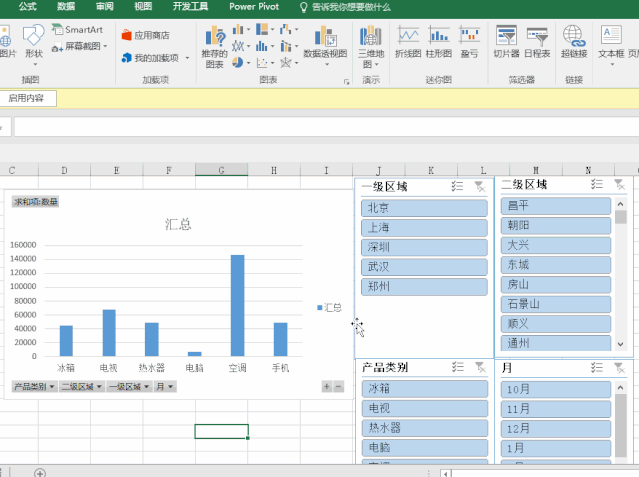 公式 数据 审阅 视图 开发工具 Power Pivot 告诉我你想要做什么
图片 形状 SmartArt 屏幕截图 应用商店 我的加载项 推荐的图表 数据透视图 三维地图 折线图 柱形图 盈亏 切片器 日程表 超链接 文本框
插图 加载项 图表 演示 迷你图 筛选器 链接
启用内容
C D E F G H I J K L M N
求和项:数量
汇总
160000
140000
120000
100000
80000
60000
40000
20000
0
冰箱 电视 热水器 电脑 空调 手机
汇总
产品类别 二级区域 一级区域 月
一级区域
北京
上海
深圳
武汉
郑州
二级区域
昌平
朝阳
大兴
东城
房山
石景山
顺义
通州
产品类别
冰箱
电视
热水器
电脑
月
10月
11月
12月
1月